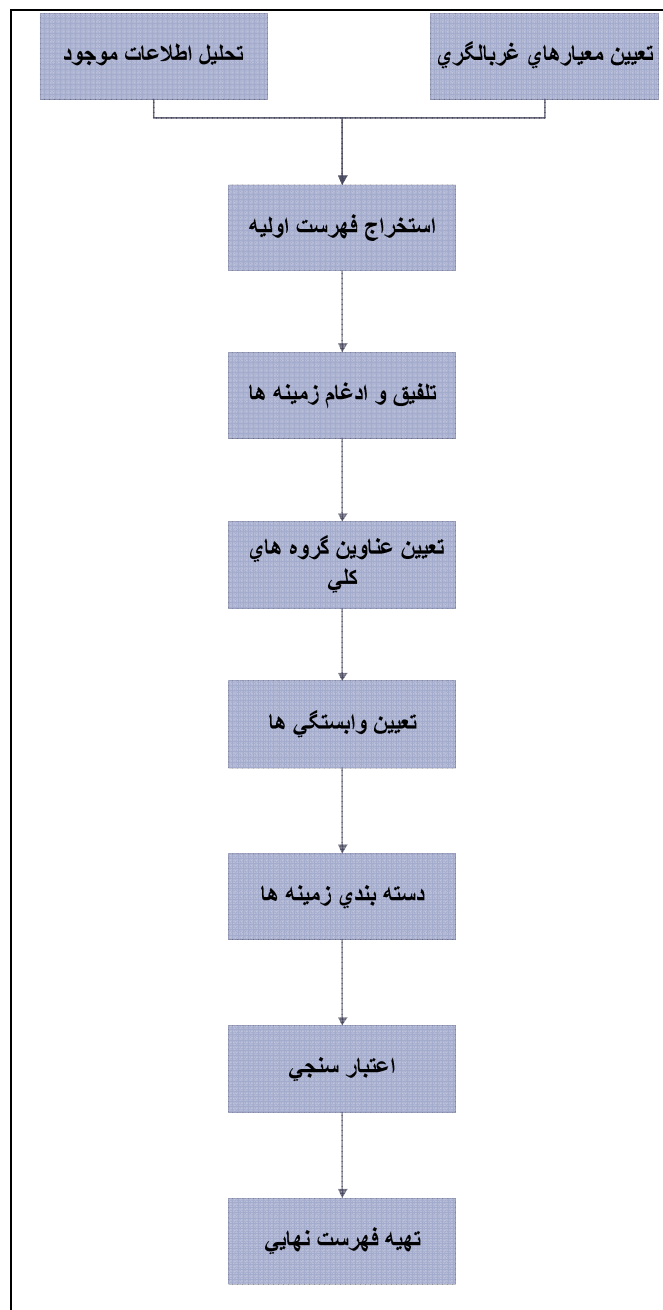 تعيين معيارهاي غربالگري
تحليل اطلاعات موجود
استخراج فهرست اوليه
تلفيق و ادغام زمينه ها
تعيين عناوين گروه هاي
كلي
تعيين وابستگي ها
دسته بندي زمينه ها
اعتبار سنجي
تهيه فهرست نهايي